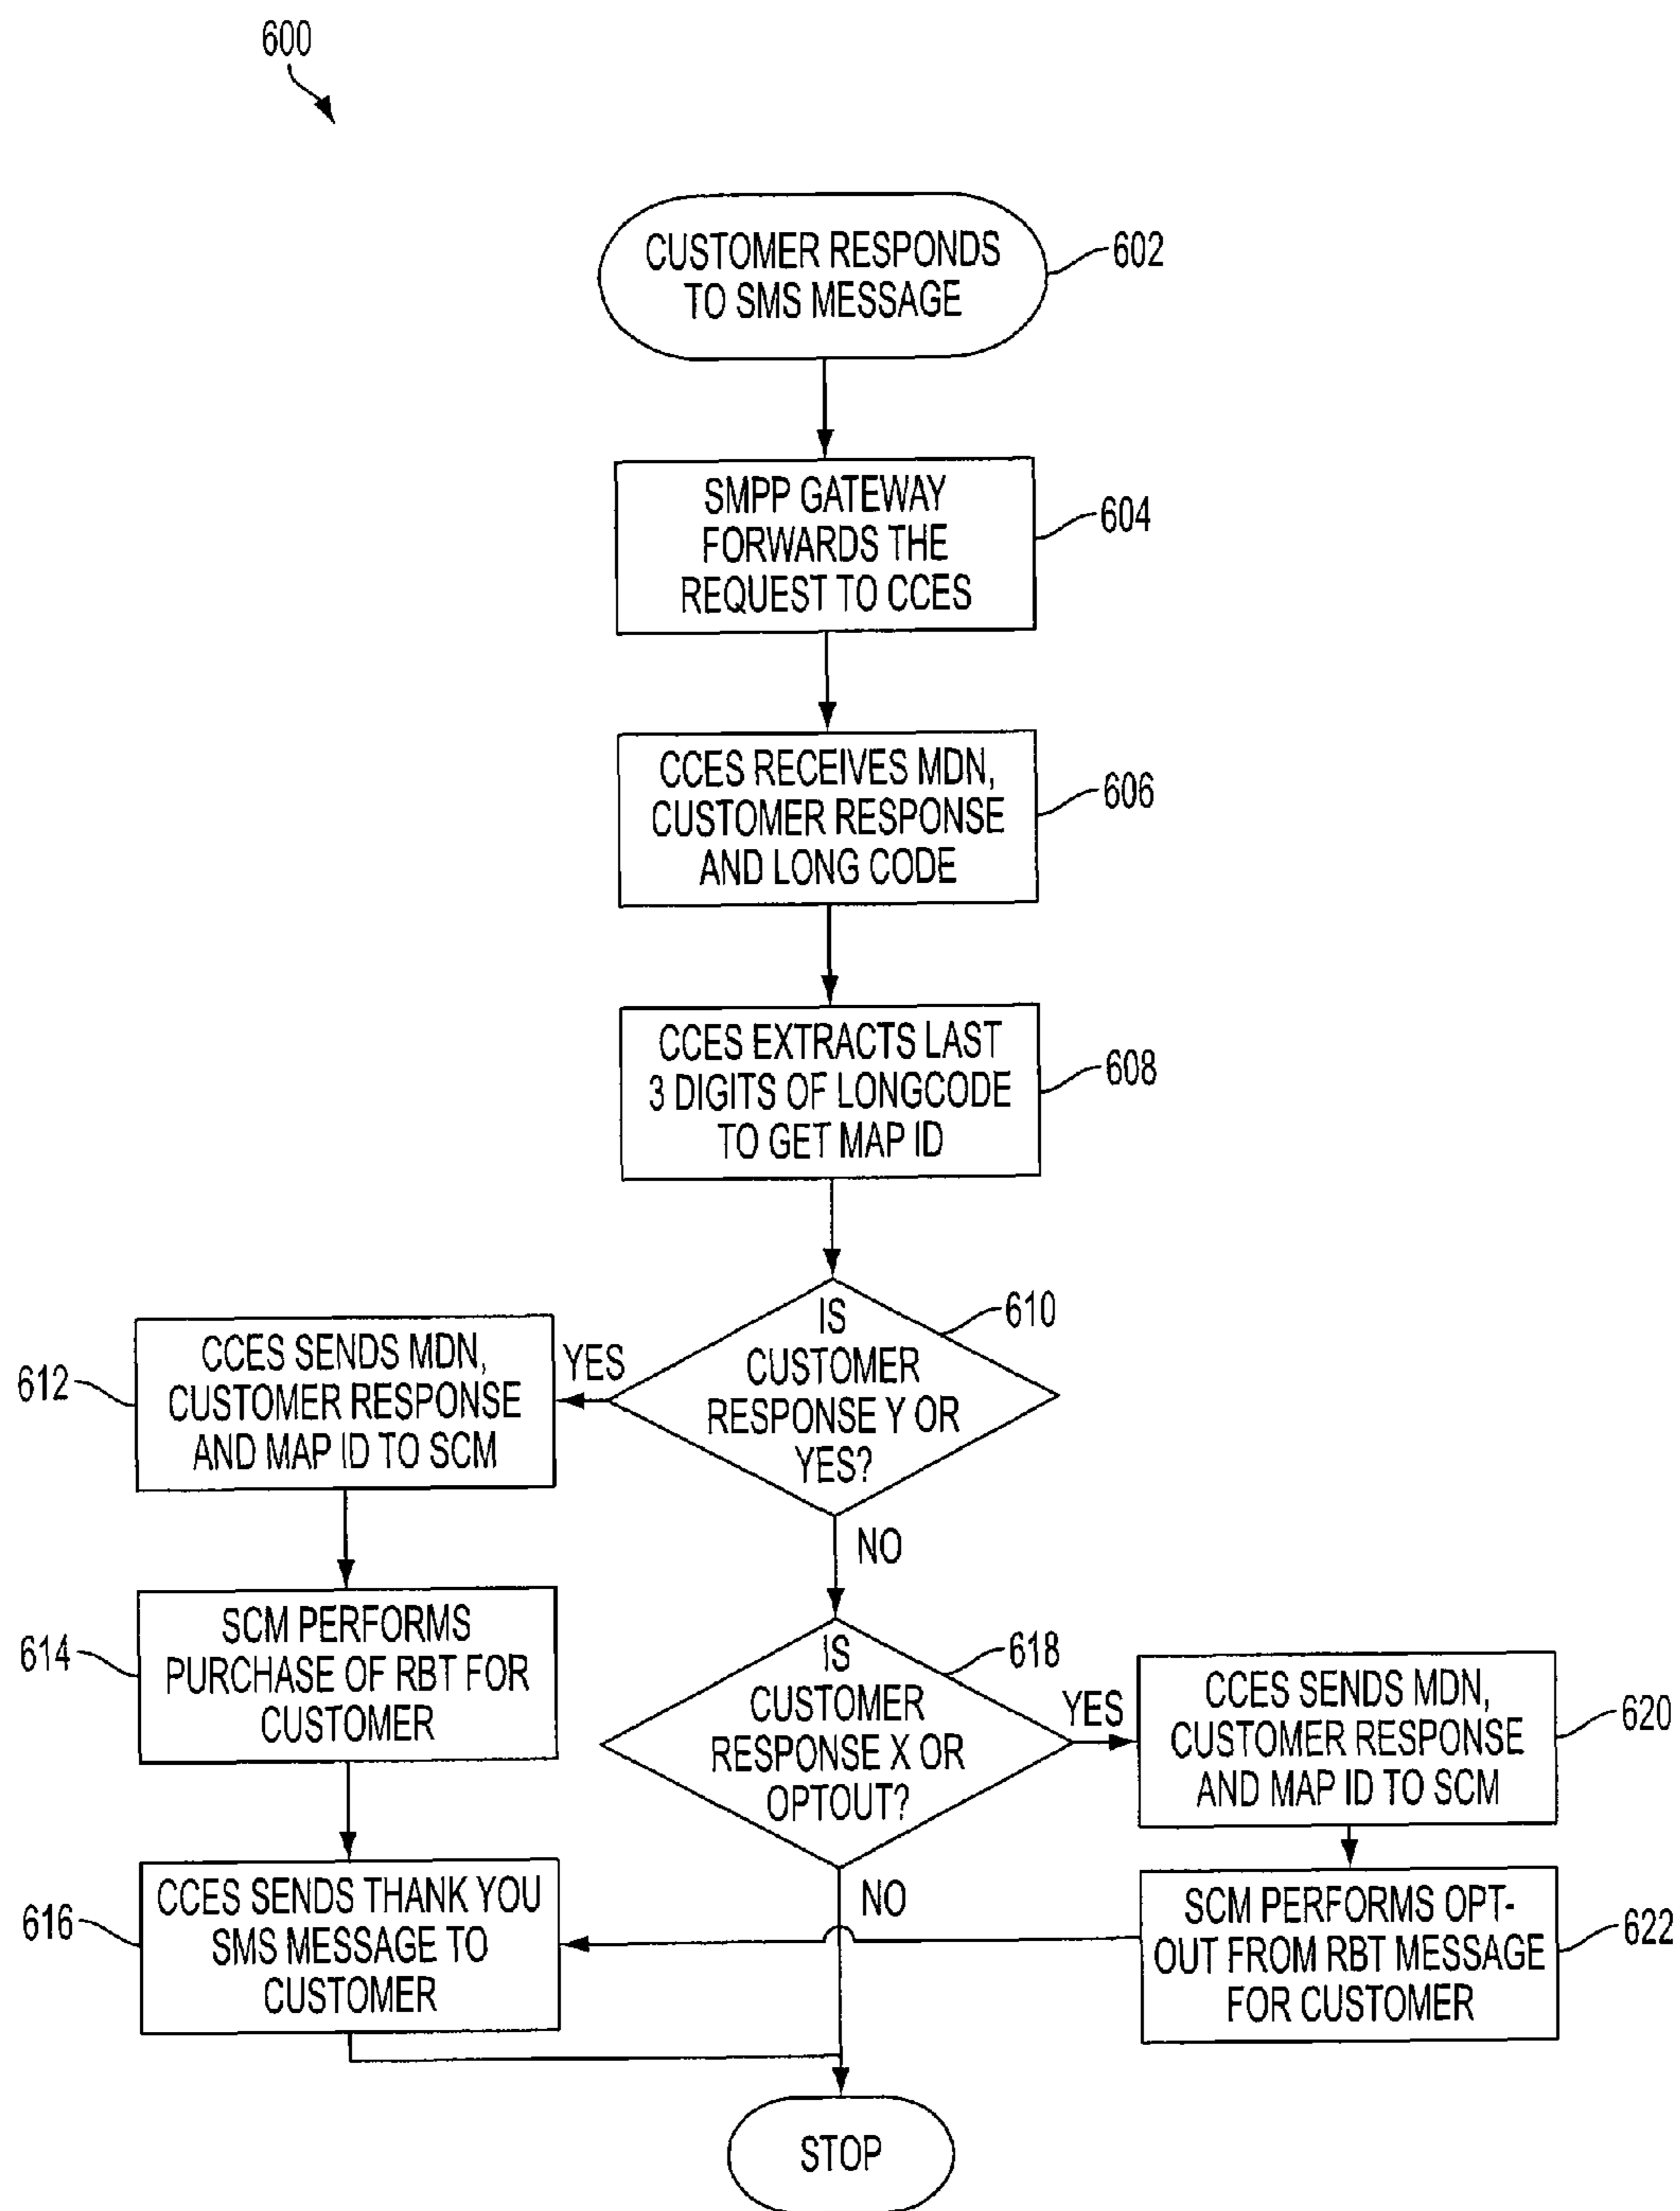 600
CUSTOMER RESPONDS
TO SMS MESSAGE
602
SMPP GATEWAY
FORWARDS THE
REQUEST TO CCES
604
CCES RECEIVES MDN,
CUSTOMER RESPONSE
AND LONG CODE
606
CCES EXTRACTS LAST
3 DIGITS OF LONGCODE
TO GET MAP ID
608
IS
CUSTOMER
RESPONSE Y OR
YES?
610
YES
CCES SENDS MDN,
CUSTOMER RESPONSE
AND MAP ID TO SCM
612
NO
SCM PERFORMS
PURCHASE OF RBT FOR
CUSTOMER
614
IS
CUSTOMER
RESPONSE X OR
OPTOUT?
618
YES
CCES SENDS MDN,
CUSTOMER RESPONSE
AND MAP ID TO SCM
620
CCES SENDS THANK YOU
SMS MESSAGE TO
CUSTOMER
616
NO
SCM PERFORMS OPT-
OUT FROM RBT MESSAGE
FOR CUSTOMER
622
STOP